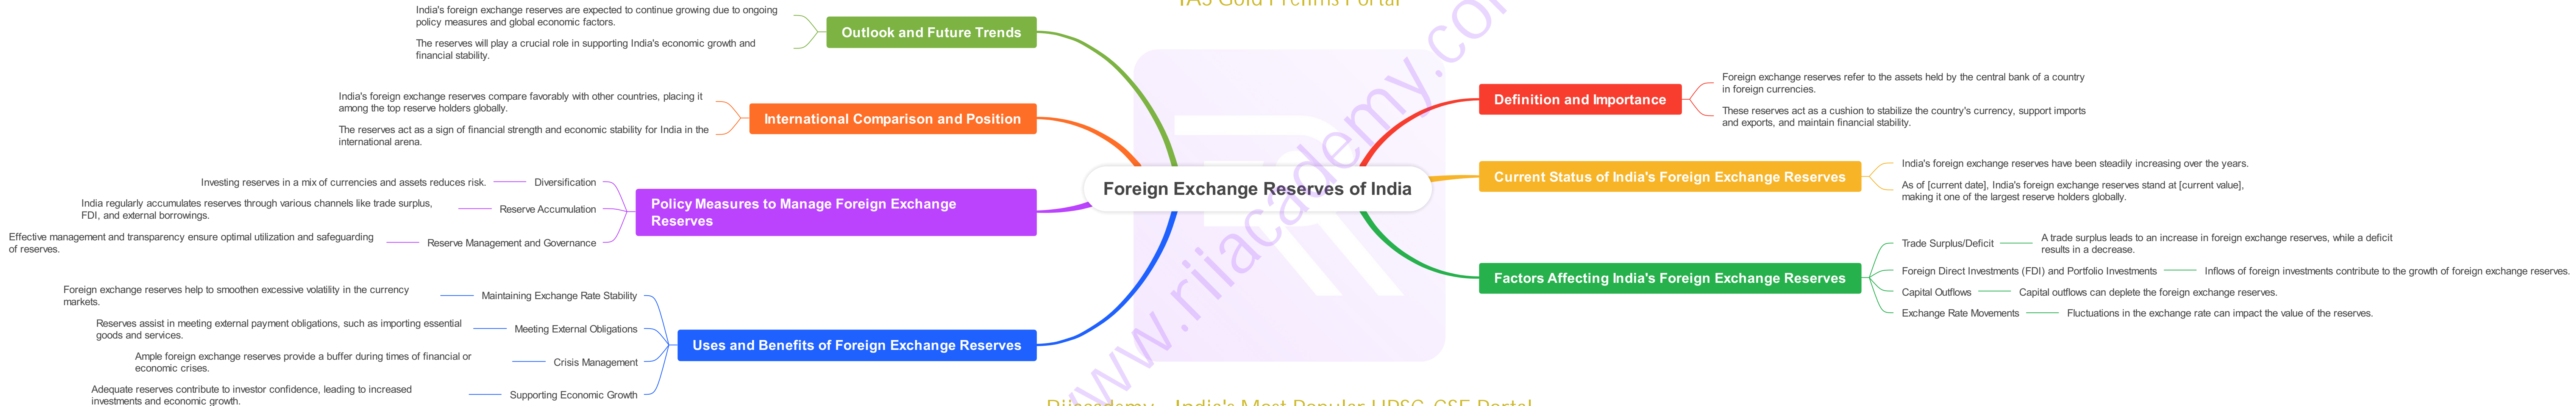 IAS Gold Prelims Portal
Foreign Exchange Reserves of India
Definition and Importance
Foreign exchange reserves refer to the assets held by the central bank of a country
in foreign currencies.
These reserves act as a cushion to stabilize the country's currency, support imports
and exports, and maintain financial stability.
Current Status of India's Foreign Exchange Reserves
India's foreign exchange reserves have been steadily increasing over the years.
As of [current date], India's foreign exchange reserves stand at [current value],
making it one of the largest reserve holders globally.
Factors Affecting India's Foreign Exchange Reserves
Trade Surplus/Deficit
A trade surplus leads to an increase in foreign exchange reserves, while a deficit
results in a decrease.
Foreign Direct Investments (FDI) and Portfolio Investments
Inflows of foreign investments contribute to the growth of foreign exchange reserves.
Capital Outflows
Capital outflows can deplete the foreign exchange reserves.
Exchange Rate Movements
Fluctuations in the exchange rate can impact the value of the reserves.
Outlook and Future Trends
India's foreign exchange reserves are expected to continue growing due to ongoing
policy measures and global economic factors.
The reserves will play a crucial role in supporting India's economic growth and
financial stability.
International Comparison and Position
India's foreign exchange reserves compare favorably with other countries, placing it
among the top reserve holders globally.
The reserves act as a sign of financial strength and economic stability for India in the
international arena.
Policy Measures to Manage Foreign Exchange
Reserves
Diversification
Investing reserves in a mix of currencies and assets reduces risk.
Reserve Accumulation
India regularly accumulates reserves through various channels like trade surplus,
FDI, and external borrowings.
Reserve Management and Governance
Effective management and transparency ensure optimal utilization and safeguarding
of reserves.
Uses and Benefits of Foreign Exchange Reserves
Maintaining Exchange Rate Stability
Foreign exchange reserves help to smoothen excessive volatility in the currency
markets.
Meeting External Obligations
Reserves assist in meeting external payment obligations, such as importing essential
goods and services.
Crisis Management
Ample foreign exchange reserves provide a buffer during times of financial or
economic crises.
Supporting Economic Growth
Adequate reserves contribute to investor confidence, leading to increased
investments and economic growth.
www.rijiacademy.co
India's Most Popular UPSC-CSE Portal